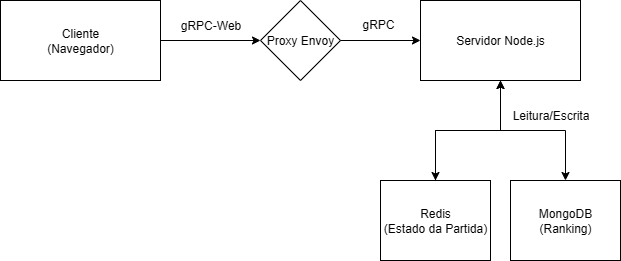 Cliente
(Navegador)
gRPC-Web
Proxy Envoy
gRPC
Servidor Node.js
Leitura/Escrita
Redis
(Estado da Partida)
MongoDB
(Ranking)